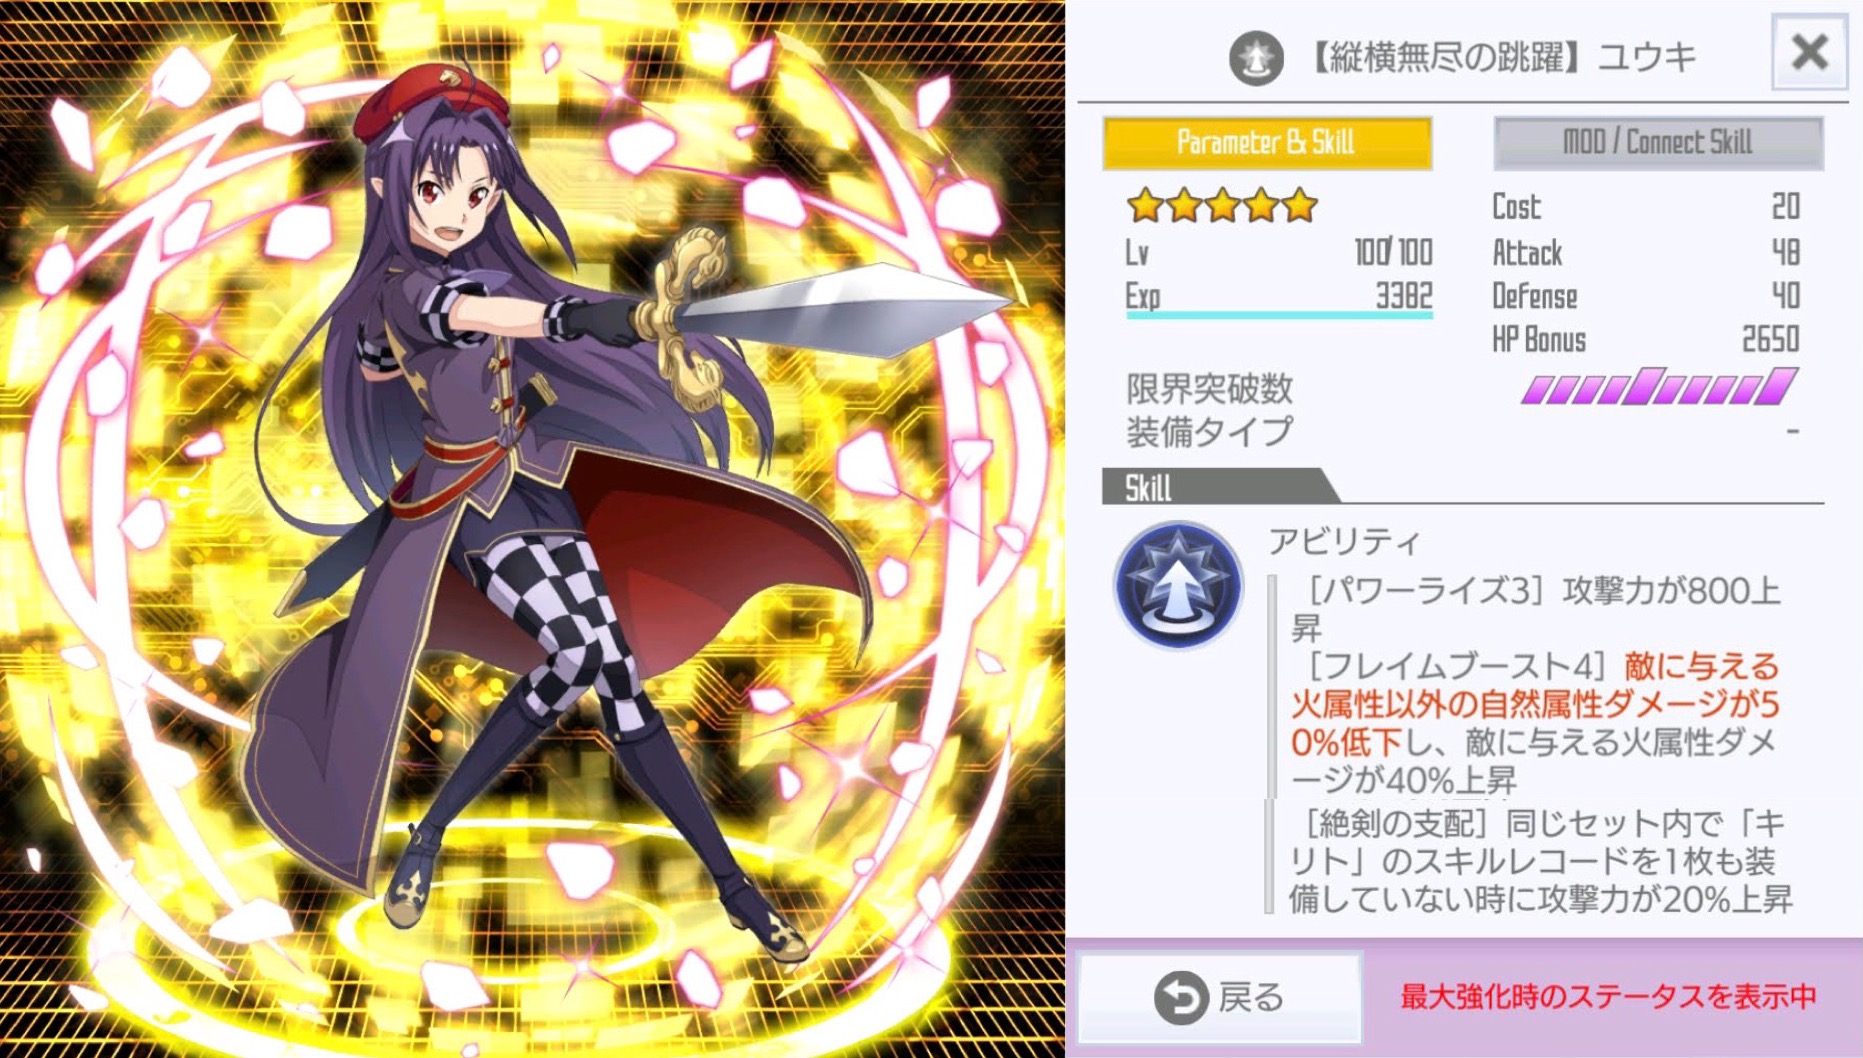 【縦横無尽の跳躍】ユウキ
Parameter & Skill
MOD / Connect Skill
Lv 100/100
Exp 3382
Cost 20
Attack 48
Defense 40
HP Bonus 2650
限界突破数
装備タイプ -
Skill
アビリティ
［パワーライズ3］攻撃力が800上
昇
［フレイムブースト4］敵に与える
火属性以外の自然属性ダメージが5
0%低下し、敵に与える火属性ダメ
ージが40%上昇
［絶剣の支配］同じセット内で「キ
リト」のスキルレコードを1枚も装
備していない時に攻撃力が20%上昇
戻る
最大強化時のステータスを表示中